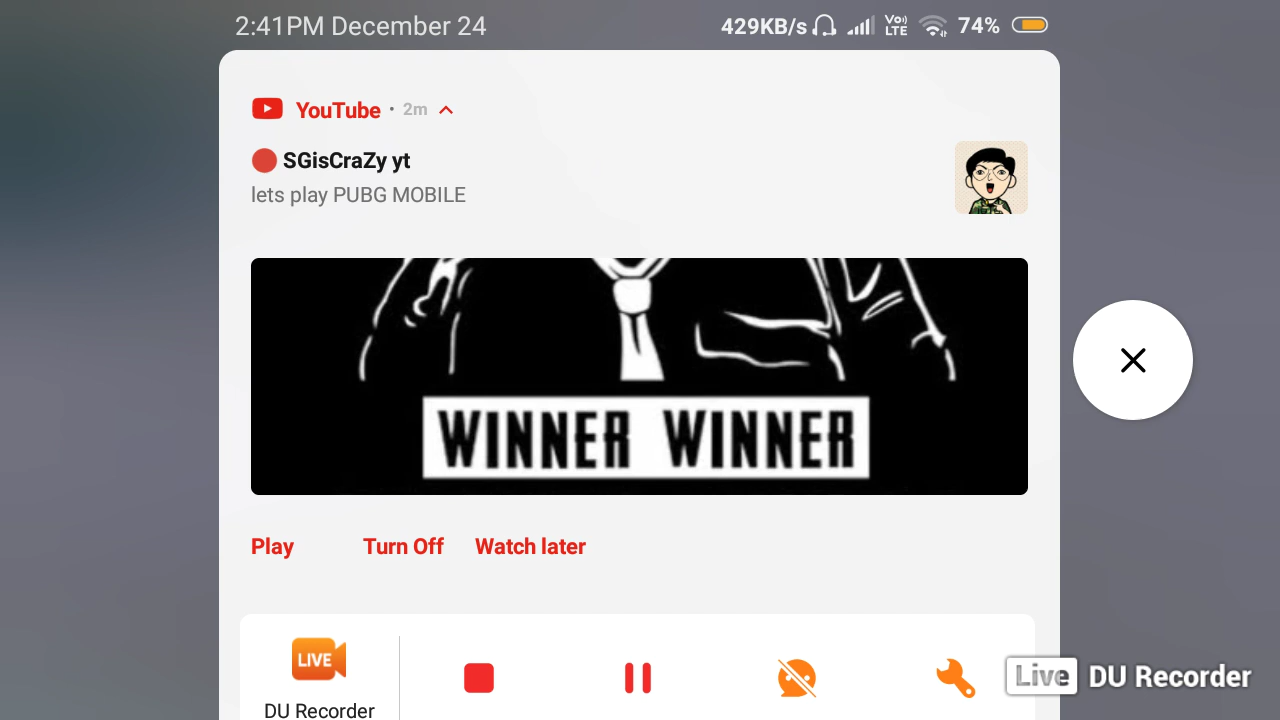 2:41PM December 24 429KB/s Vo) LTE 74%
YouTube • 2m
SGisCraZy yt
lets play PUBG MOBILE
WINNER WINNER
Play Turn Off Watch later
LIVE
DU Recorder
Live DU Recorder